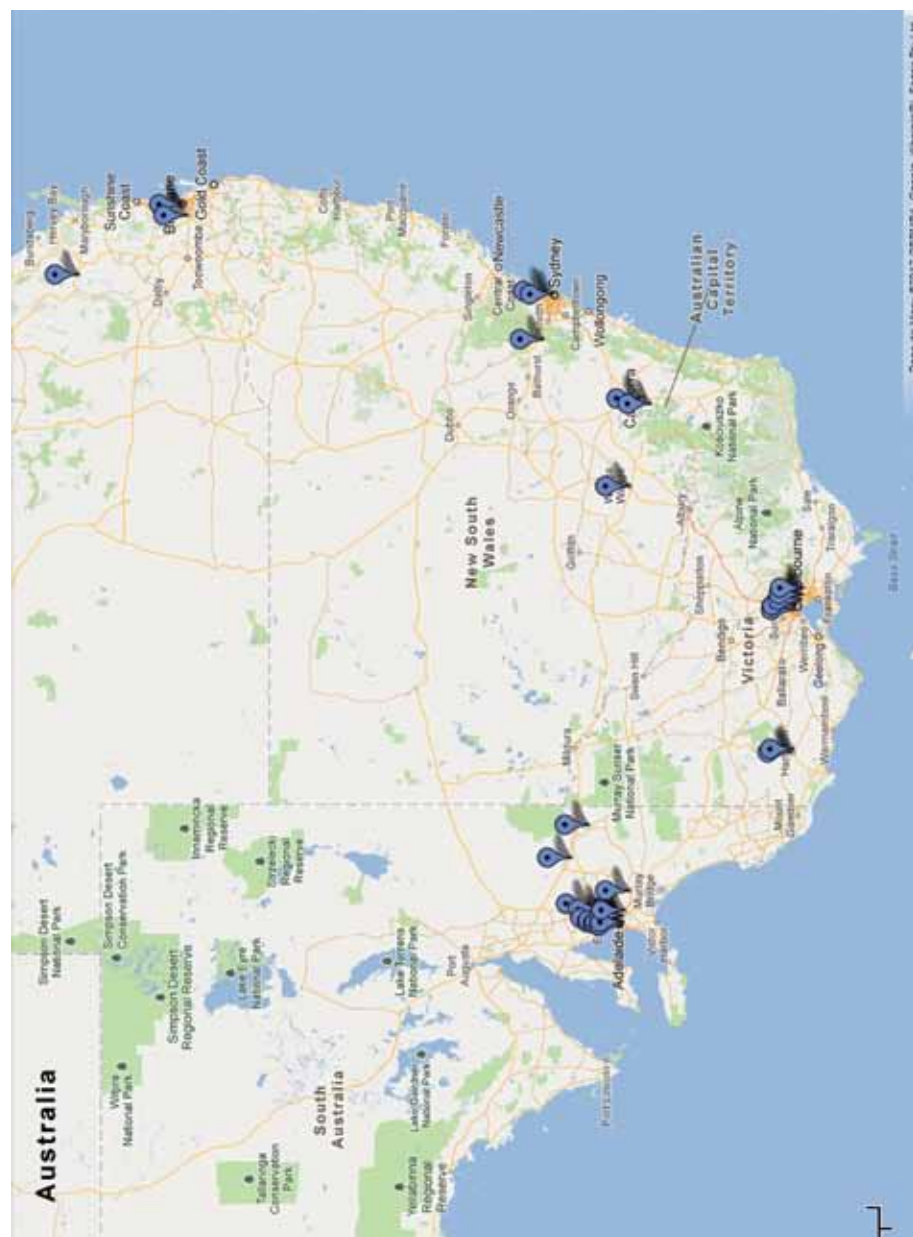 Australia
Simpson Desert
National Park
Simpson Desert
Conservation Park
Witjira
National Park
Simpson Desert
Regional Reserve
Innamincka
Regional
Reserve
Strzelecki
Regional
Reserve
Lake Eyre
National Park
Tallaringa
Conservation
Park
South
Australia
Lake Torrens
National Park
Lake Gairdner
National Park
Yellabinna
Regional
Reserve
Port
Augusta
Port Lincoln
Adelaide
Murray
Bridge
Victor
Harbor
Bundaberg
Hervey Bay
Maryborough
Sunshine
Coast
Gold Coast
Toowoomba
Dalby
Coffs
Harbour
Port
Macquarie
Forster
Singleton
Newcastle
Central
Coast
Sydney
Campbelltown
Wollongong
Bathurst
Orange
Dubbo
New South
Wales
Griffith
Australian
Capital
Territory
Kosciuszko
National Park
Albury
Alpine
National Park
Sale
Traralgon
Shepparton
Bendigo
Victoria
Swan Hill
Mildura
Murray Sunset
National Park
Ballarat
Werribee
Geelong
Frankston
Warrnambool
Mount
Gambier
Bass Strait